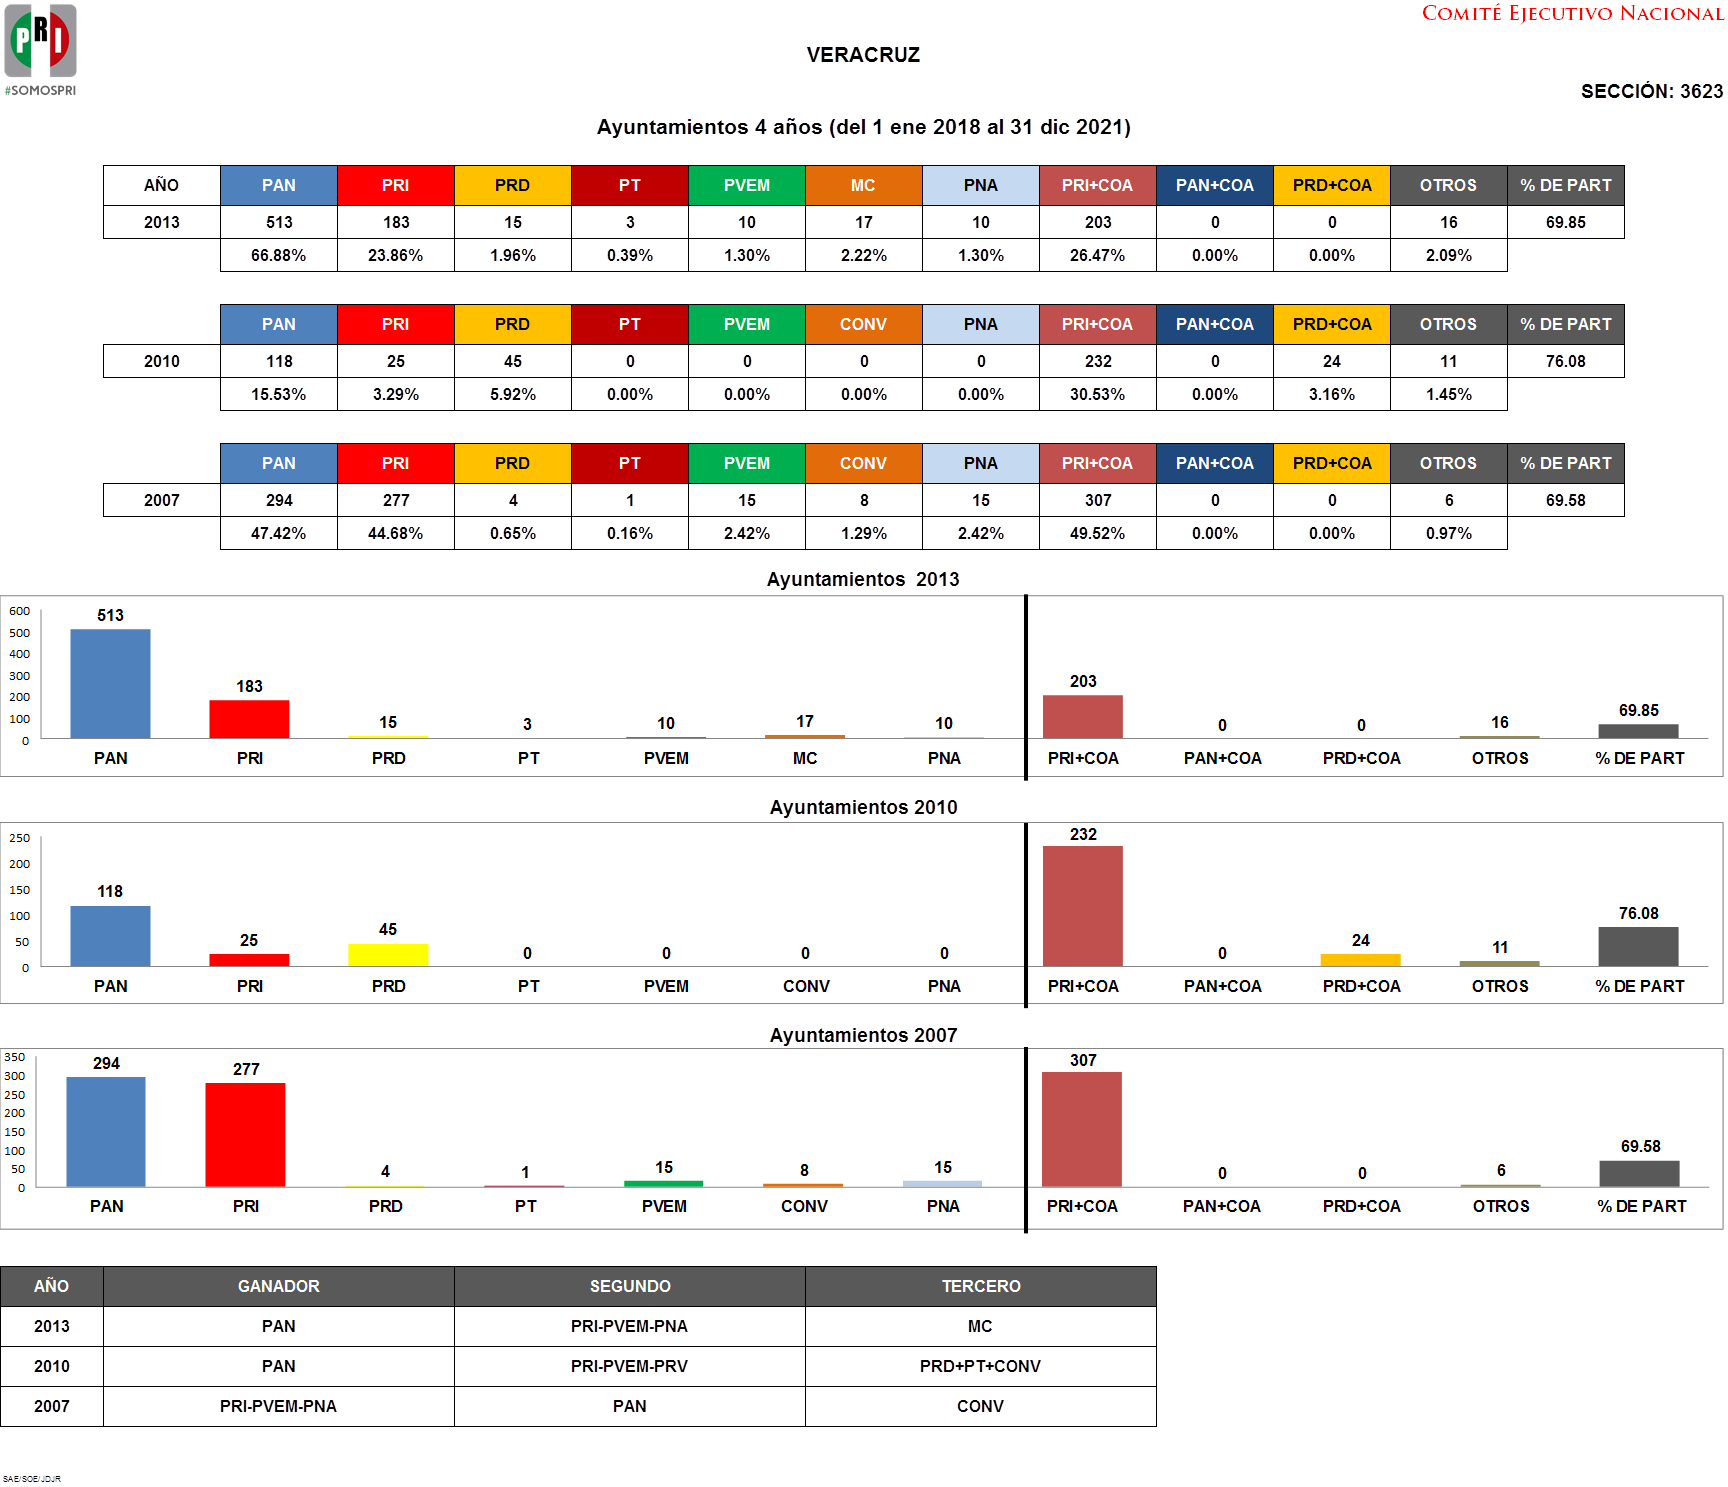 PRI
#SOMOSPRI
COMITÉ EJECUTIVO NACIONAL
VERACRUZ
SECCIÓN: 3623
Ayuntamientos 4 años (del 1 ene 2018 al 31 dic 2021)
AÑO PAN PRI PRD PT PVEM MC PNA PRI+COA PAN+COA PRD+COA OTROS % DE PART
2013 513 183 15 3 10 17 10 203 0 0 16 69.85
66.88% 23.86% 1.96% 0.39% 1.30% 2.22% 1.30% 26.47% 0.00% 0.00% 2.09%
PAN PRI PRD PT PVEM CONV PNA PRI+COA PAN+COA PRD+COA OTROS % DE PART
2010 118 25 45 0 0 0 0 232 0 24 11 76.08
15.53% 3.29% 5.92% 0.00% 0.00% 0.00% 0.00% 30.53% 0.00% 3.16% 1.45%
PAN PRI PRD PT PVEM CONV PNA PRI+COA PAN+COA PRD+COA OTROS % DE PART
2007 294 277 4 1 15 8 15 307 0 0 6 69.58
47.42% 44.68% 0.65% 0.16% 2.42% 1.29% 2.42% 49.52% 0.00% 0.00% 0.97%
Ayuntamientos 2013
600
500
400
300
200
100
0
513 183 15 3 10 17 10 203 0 0 16 69.85
PAN PRI PRD PT PVEM MC PNA PRI+COA PAN+COA PRD+COA OTROS % DE PART
Ayuntamientos 2010
250
200
150
100
50
0
118 25 45 0 0 0 0 232 0 24 11 76.08
PAN PRI PRD PT PVEM CONV PNA PRI+COA PAN+COA PRD+COA OTROS % DE PART
Ayuntamientos 2007
350
300
250
200
150
100
50
0
294 277 4 1 15 8 15 307 0 0 6 69.58
PAN PRI PRD PT PVEM CONV PNA PRI+COA PAN+COA PRD+COA OTROS % DE PART
AÑO GANADOR SEGUNDO TERCERO
2013 PAN PRI-PVEM-PNA MC
2010 PAN PRI-PVEM-PRV PRD+PT+CONV
2007 PRI-PVEM-PNA PAN CONV
SAE/SOE/JDJR